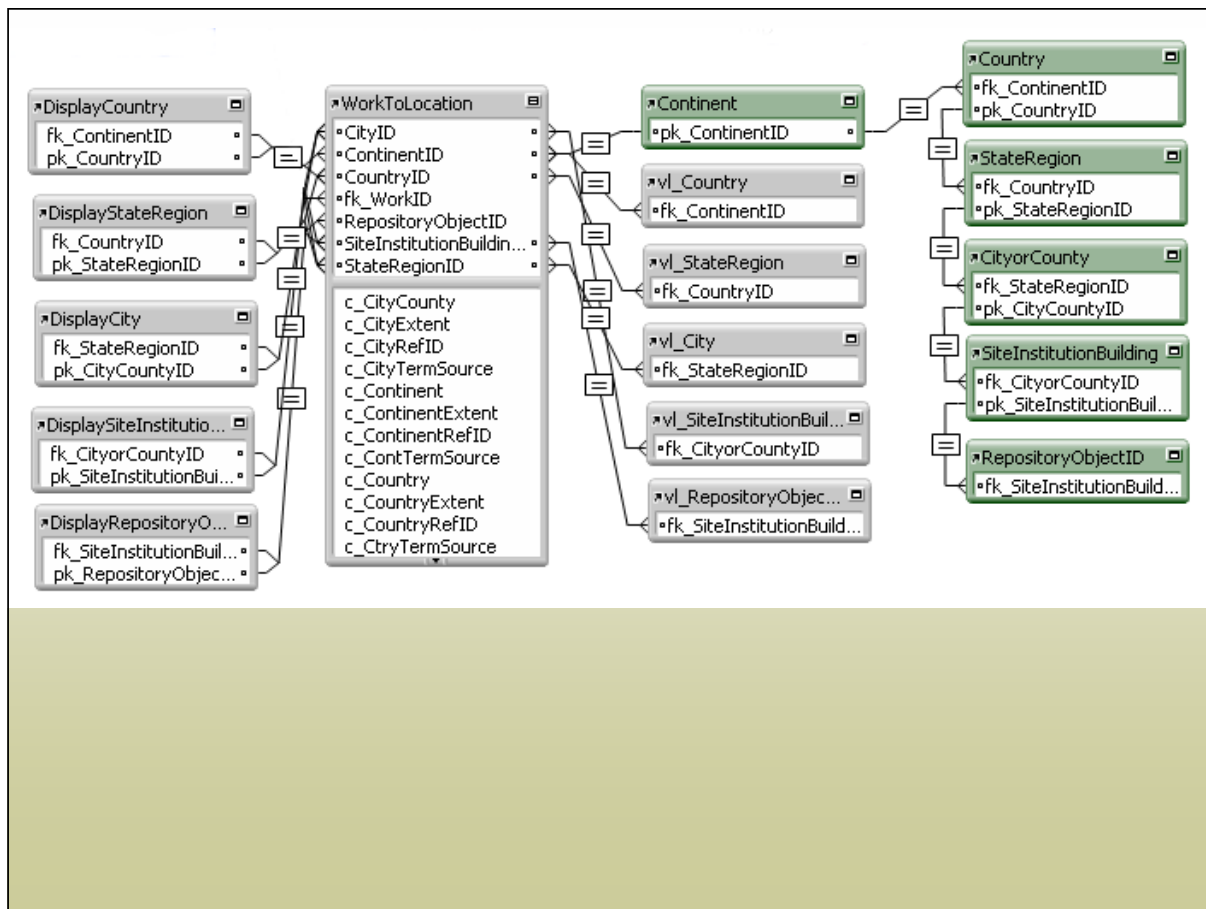 DisplayCountry
fk_ContinentID
pk_CountryID
DisplayStateRegion
fk_CountryID
pk_StateRegionID
DisplayCity
fk_StateRegionID
pk_CityCountyID
DisplaySiteInstitutio...
fk_CityorCountyID
pk_SiteInstitutionBui...
DisplayRepositoryO...
fk_SiteInstitutionBuil...
pk_RepositoryObjec...
WorkToLocation
CityID
ContinentID
CountryID
fk_WorkID
RepositoryObjectID
SiteInstitutionBuildin...
StateRegionID
c_CityCounty
c_CityExtent
c_CityRefID
c_CityTermSource
c_Continent
c_ContinentExtent
c_ContinentRefID
c_ContTermSource
c_Country
c_CountryExtent
c_CountryRefID
c_CtryTermSource
Continent
pk_ContinentID
vl_Country
fk_ContinentID
vl_StateRegion
fk_CountryID
vl_City
fk_StateRegionID
vl_SiteInstitutionBuil...
fk_CityorCountyID
vl_RepositoryObjec...
fk_SiteInstitutionBuild...
Country
fk_ContinentID
pk_CountryID
StateRegion
fk_CountryID
pk_StateRegionID
CityorCounty
fk_StateRegionID
pk_CityCountyID
SiteInstitutionBuilding
fk_CityorCountyID
pk_SiteInstitutionBuil...
RepositoryObjectID
fk_SiteInstitutionBuild...